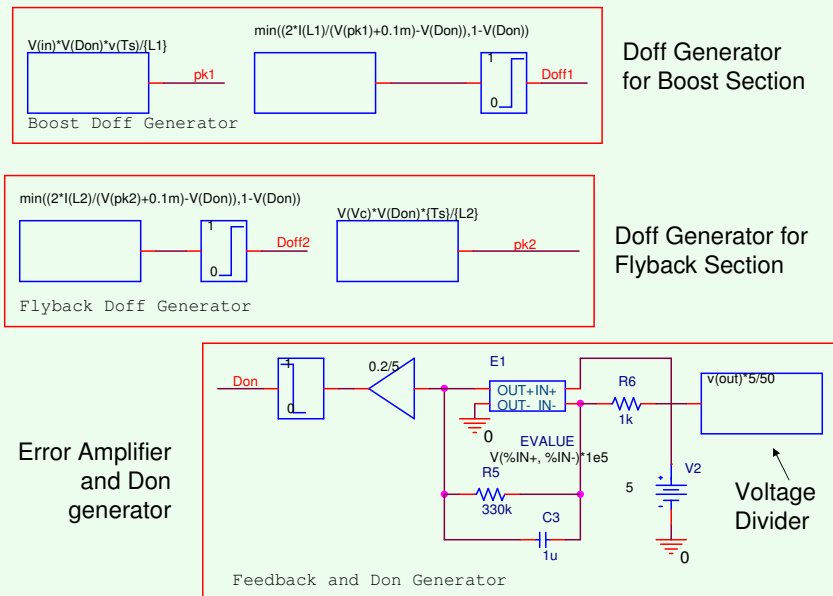 V(in)*V(Don)*v(Ts)/{L1}
pk1
min((2*I(L1)/(V(pk1)+0.1m)-V(Don)),1-V(Don))
1
0
Doff1
Boost Doff Generator
Doff Generator
for Boost Section
min((2*I(L2)/(V(pk2)+0.1m)-V(Don)),1-V(Don))
1
0
Doff2
V(Vc)*V(Don)*{Ts}/{L2}
pk2
Flyback Doff Generator
Doff Generator for
Flyback Section
Don
1
0
0.2/5
E1
OUT+IN+
OUT- IN-
0
EVALUE
V(%IN+, %IN-)*1e5
R6
1k
v(out)*5/50
R5
330k
C3
1u
5
V2
0
Voltage
Divider
Error Amplifier
and Don
generator
Feedback and Don Generator